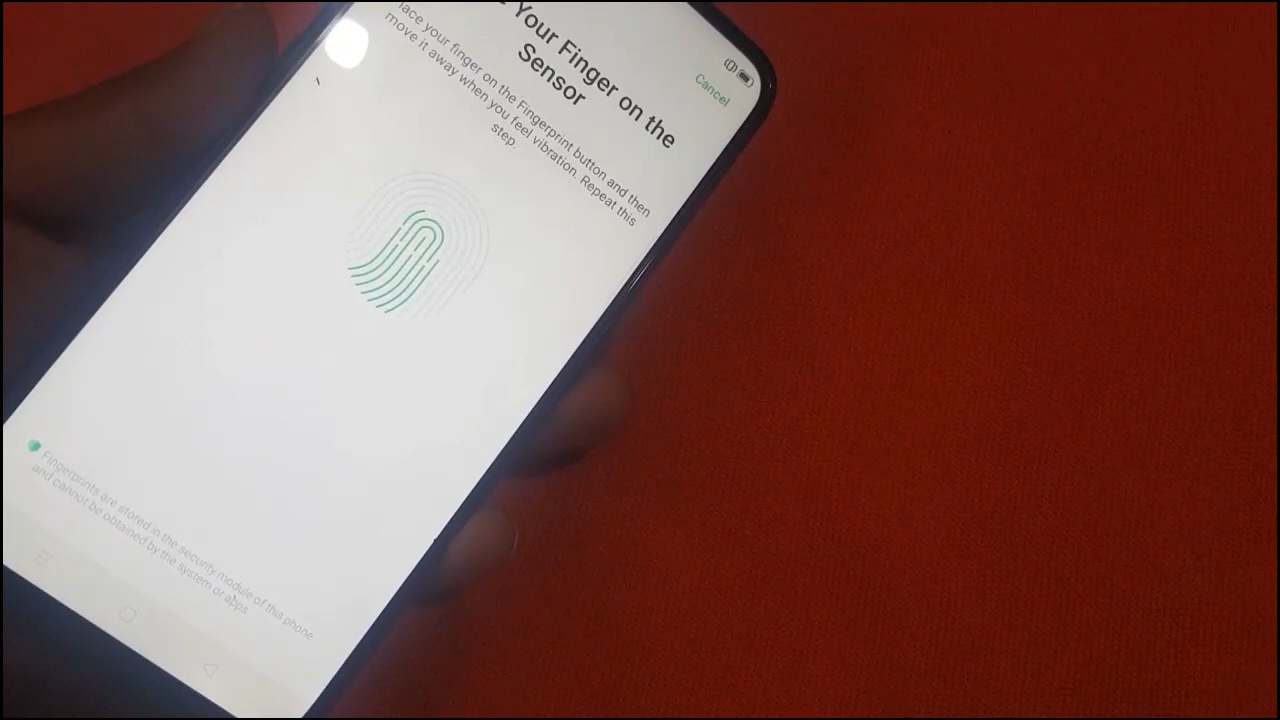 Your Finger on the
Sensor
Cancel
lace your finger on the Fingerprint button and then
move it away when you feel vibration. Repeat this
step.
Fingerprints are stored in the security module of this phone
and cannot be obtained by the system or apps.